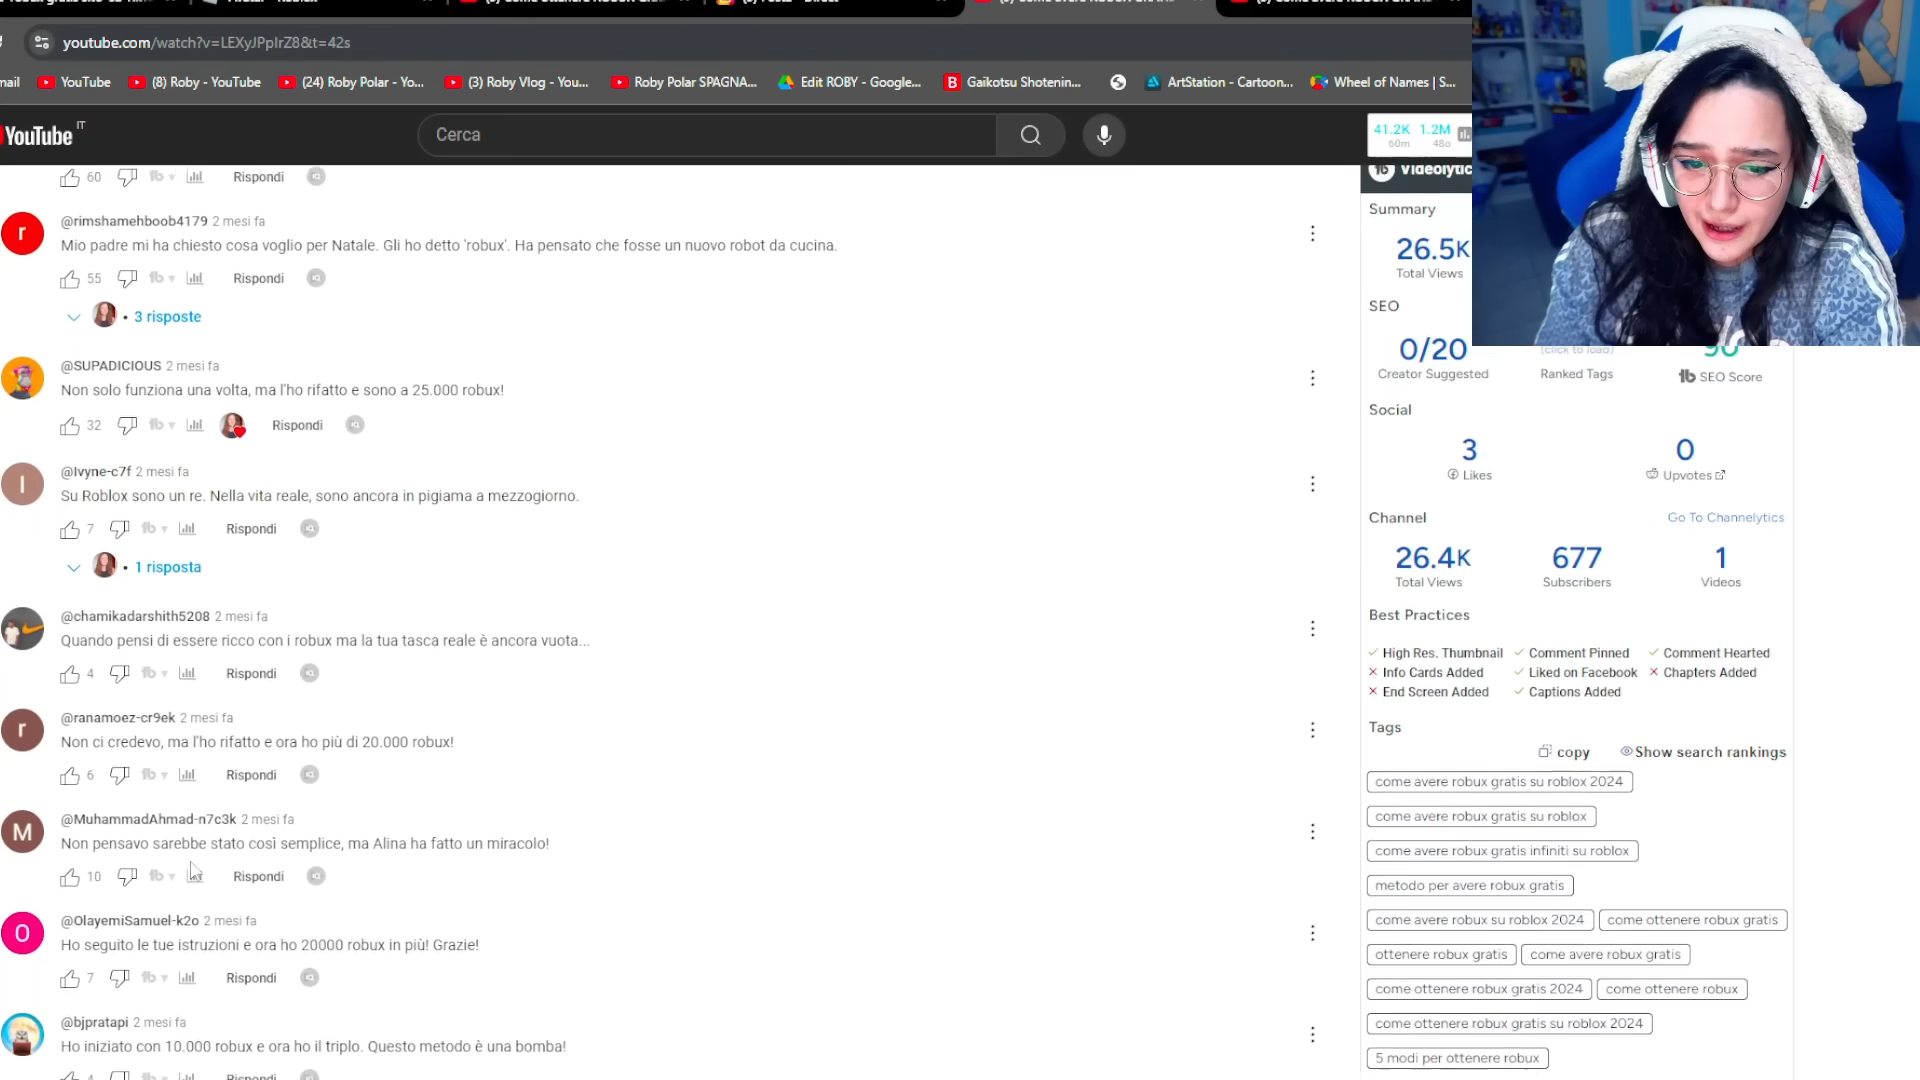 youtube.com/watch?v=LEXyJPpIrZ8&t=42s
mail YouTube (8) Roby - YouTube (24) Roby Polar - Yo... (3) Roby Vlog - You... Roby Polar SPAGNA... Edit ROBY - Google... Gaikotsu Shotenin... ArtStation - Cartoon... Wheel of Names | S...
YouTube IT
Cerca
41.2K 1.2M
60m 48o
60 Rispondi
@rimshamehboob4179 2 mesi fa
Mio padre mi ha chiesto cosa voglio per Natale. Gli ho detto 'robux'. Ha pensato che fosse un nuovo robot da cucina.
55 Rispondi
• 3 risposte
@SUPADICIOUS 2 mesi fa
Non solo funziona una volta, ma l'ho rifatto e sono a 25.000 robux!
32 Rispondi
@Ivyne-c7f 2 mesi fa
Su Roblox sono un re. Nella vita reale, sono ancora in pigiama a mezzogiorno.
7 Rispondi
• 1 risposta
@chamikadarshith5208 2 mesi fa
Quando pensi di essere ricco con i robux ma la tua tasca reale è ancora vuota...
4 Rispondi
r
@ranamoez-cr9ek 2 mesi fa
Non ci credevo, ma l'ho rifatto e ora ho più di 20.000 robux!
6 Rispondi
M
@MuhammadAhmad-n7c3k 2 mesi fa
Non pensavo sarebbe stato così semplice, ma Alina ha fatto un miracolo!
10 Rispondi
O
@OlayemiSamuel-k2o 2 mesi fa
Ho seguito le tue istruzioni e ora ho 20000 robux in più! Grazie!
7 Rispondi
@bjpratapi 2 mesi fa
Ho iniziato con 10.000 robux e ora ho il triplo. Questo metodo è una bomba!
4 Rispondi
Videolytic
Summary
26.5K
Total Views
SEO
0/20 (click to load) 90
Creator Suggested Ranked Tags SEO Score
Social
3 0
Likes Upvotes
Channel Go To Channelytics
26.4K 677 1
Total Views Subscribers Videos
Best Practices
High Res. Thumbnail Comment Pinned Comment Hearted
Info Cards Added Liked on Facebook Chapters Added
End Screen Added Captions Added
Tags
copy Show search rankings
come avere robux gratis su roblox 2024
come avere robux gratis su roblox
come avere robux gratis infiniti su roblox
metodo per avere robux gratis
come avere robux su roblox 2024 come ottenere robux gratis
ottenere robux gratis come avere robux gratis
come ottenere robux gratis 2024 come ottenere robux
come ottenere robux gratis su roblox 2024
5 modi per ottenere robux